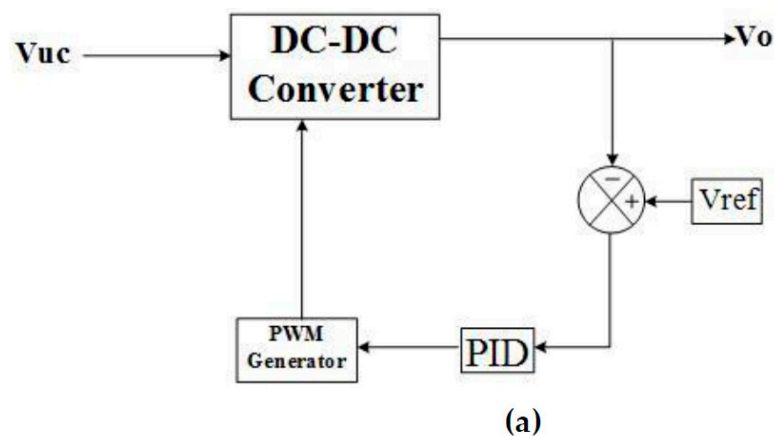 Vuc
DC-DC
Converter
Vo
−
+
Vref
PWM
Generator
PID
(a)